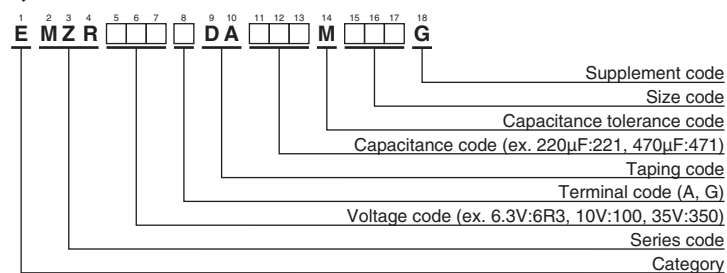 1 2 3 4 5 6 7 8 9 10 11 12 13 14 15 16 17 18
E MZR □□□ □ DA □□□ M □□□ G
Supplement code
Size code
Capacitance tolerance code
Capacitance code (ex. 220µF:221, 470µF:471)
Taping code
Terminal code (A, G)
Voltage code (ex. 6.3V:6R3, 10V:100, 35V:350)
Series code
Category